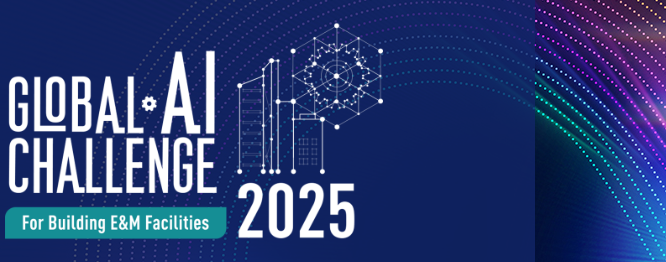 GLOBAL AI
CHALLENGE
For Building E&M Facilities
2025